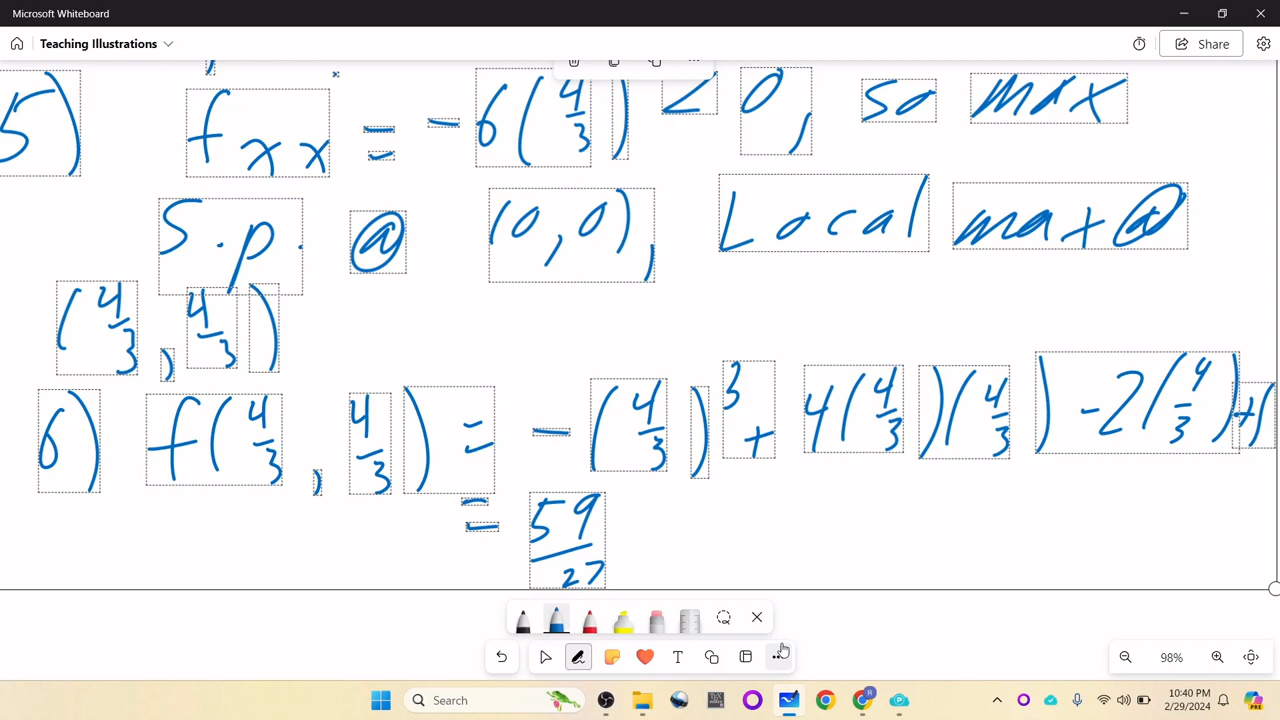 Microsoft Whiteboard
Teaching Illustrations
Share
5) f_xx = -6(4/3) < 0, so max
S.p. @ (0,0), Local max @
(4/3, 4/3)
6) f(4/3, 4/3) = -(4/3)^3 + 4(4/3)(4/3) - 2(4/3) + (
= 59/27
98%
Search
10:40 PM
2/29/2024